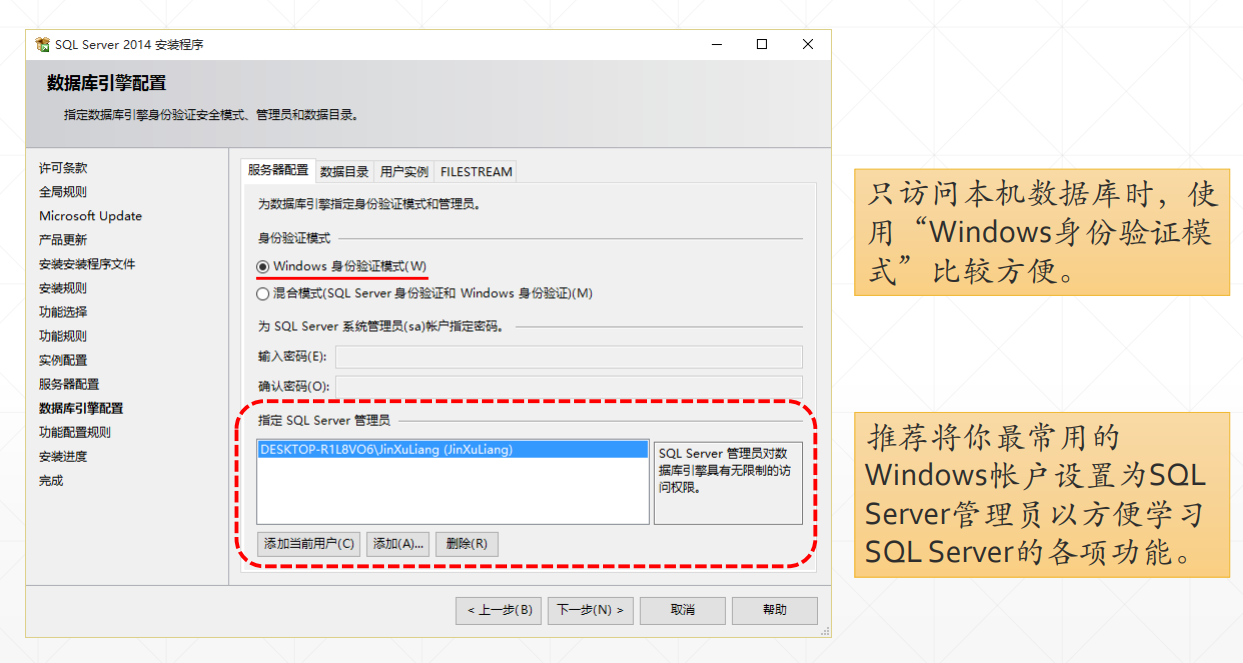 SQL Server 2014 安装程序
数据库引擎配置
指定数据库引擎身份验证安全模式、管理员和数据目录。
许可条款
全局规则
Microsoft Update
产品更新
安装安装程序文件
安装规则
功能选择
功能规则
实例配置
服务器配置
数据库引擎配置
功能配置规则
安装进度
完成
服务器配置 数据目录 用户实例 FILESTREAM
为数据库引擎指定身份验证模式和管理员。
身份验证模式
Windows 身份验证模式(W)
混合模式(SQL Server 身份验证和 Windows 身份验证)(M)
为 SQL Server 系统管理员(sa)帐户指定密码。
输入密码(E):
确认密码(O):
指定 SQL Server 管理员
DESKTOP-R1L8VO6\JinXuLiang (JinXuLiang)
SQL Server 管理员对数
据库引擎具有无限制的访
问权限。
添加当前用户(C) 添加(A)... 删除(R)
< 上一步(B) 下一步(N) > 取消 帮助
只访问本机数据库时，使
用“Windows身份验证模
式”比较方便。
推荐将你最常用的
Windows帐户设置为SQL
Server管理员以方便学习
SQL Server的各项功能。